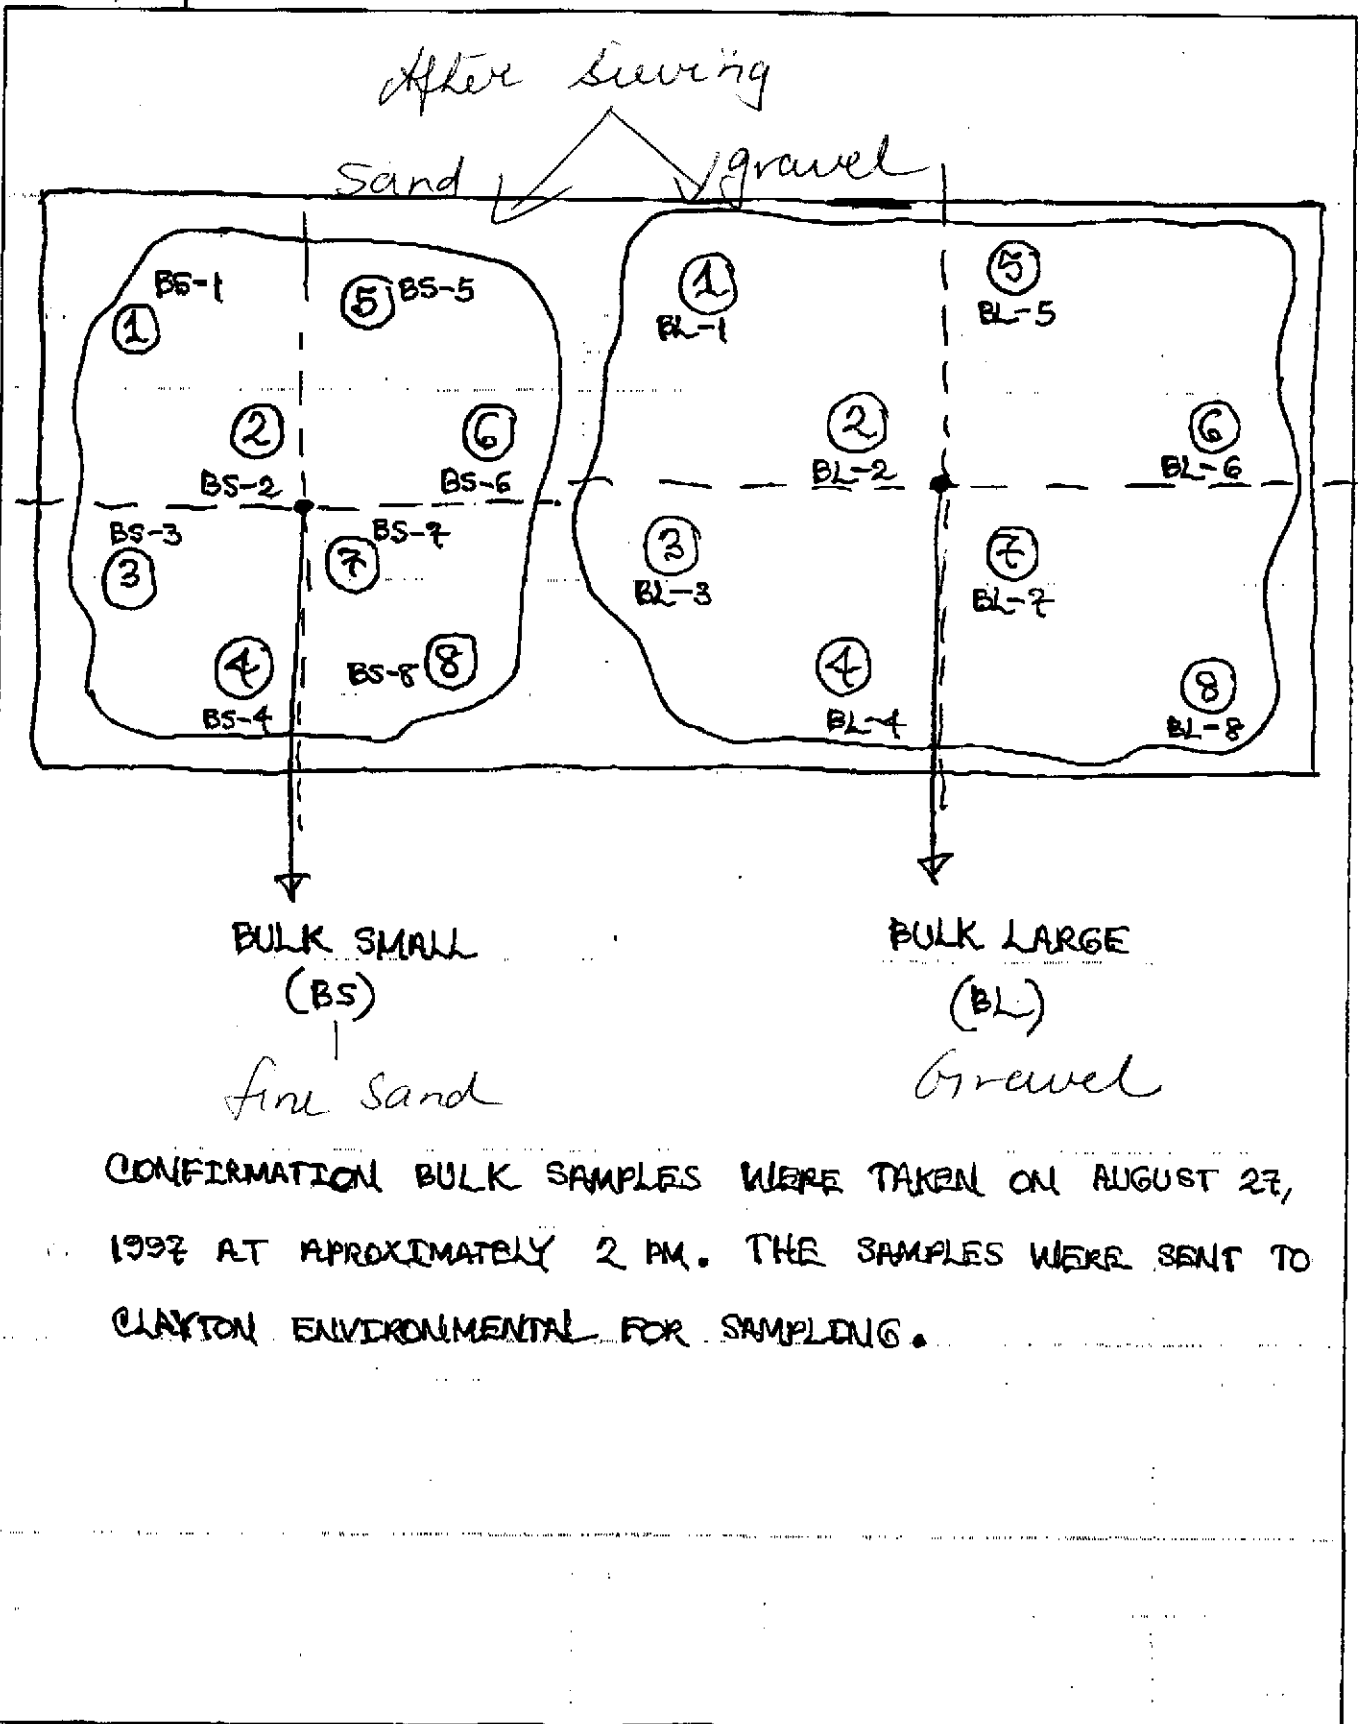 After Sieving
Sand gravel
BS-1 5 BS-5 1 5
1 BL-1 BL-5
2 6 2 6
BS-2 BS-6 BL-2 BL-6
BS-3 BS-7
3 7 3 7
BL-3 BL-7
4 BS-8 8 4 8
BS-4 BL-4 BL-8
BULK SMALL BULK LARGE
(BS) (BL)
fine Sand Gravel
CONFIRMATION BULK SAMPLES WERE TAKEN ON AUGUST 27,
1997 AT APROXIMATELY 2 PM. THE SAMPLES WERE SENT TO
CLAYTON ENVIRONMENTAL FOR SAMPLING.